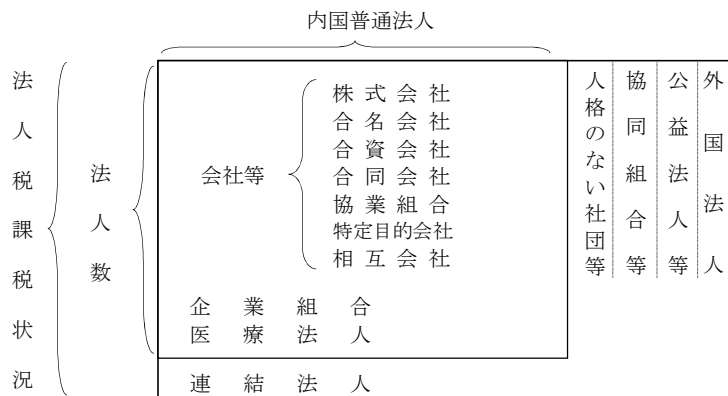 内国普通法人
法人税課税状況
法人数
会社等
株式会社
合名会社
合資会社
合同会社
協業組合
特定目的会社
相互会社
企業組合
医療法人
連結法人
人格のない社団等
協同組合等
公益法人等
外国法人